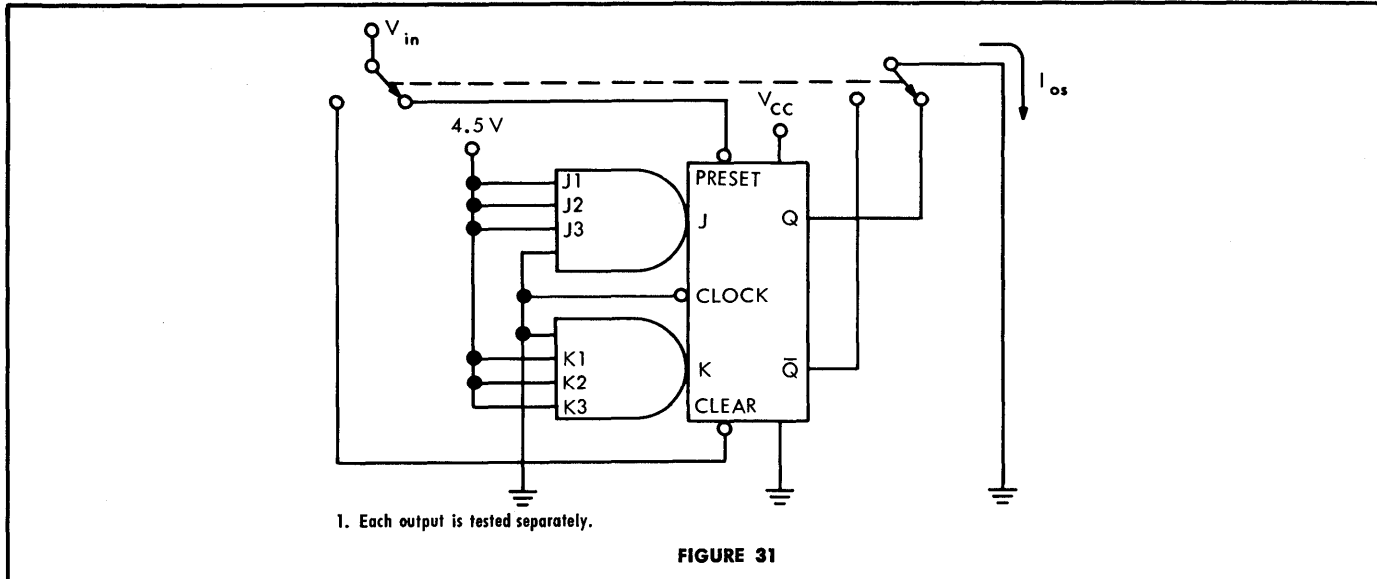 V in
I os
V CC
4.5 V
PRESET
J1
J2
J3
J
Q
CLOCK
K1
K2
K3
K
Q̅
CLEAR
1. Each output is tested separately.
FIGURE 31